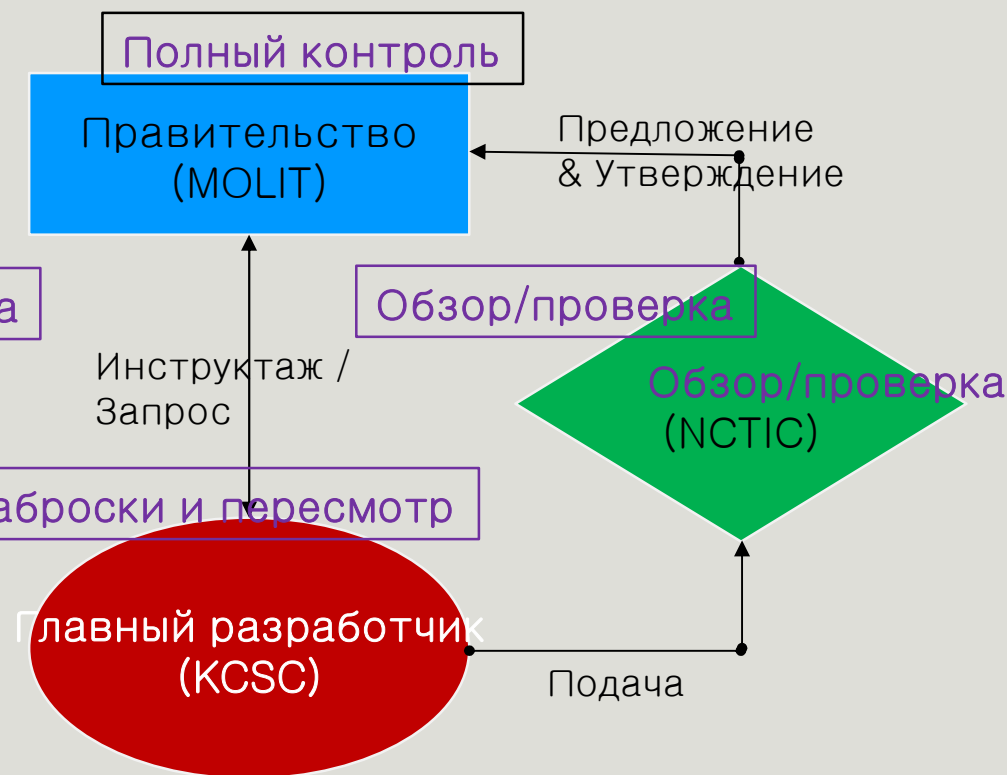 Полный контроль
Правительство
(MOLIT)
Предложение
& Утверждение
а
Обзор/проверка
Инструктаж /
Запрос
Обзор/проверка
(NCTIC)
аброски и пересмотр
Главный разработчик
(KCSC)
Подача